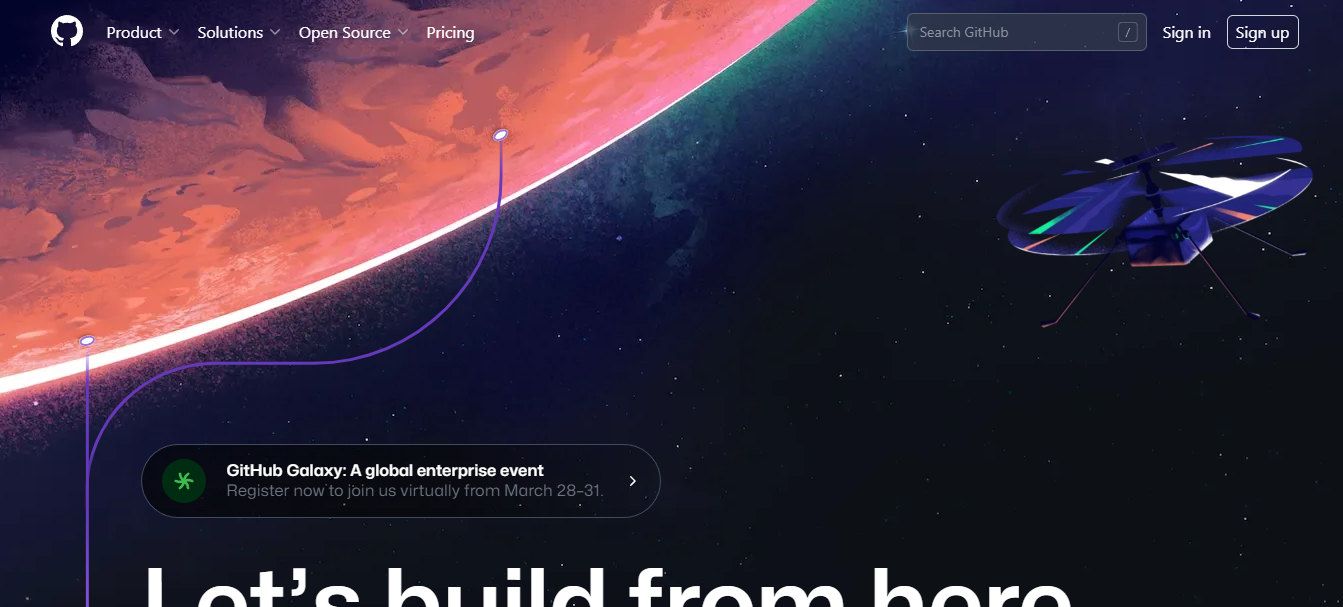 Product Solutions Open Source Pricing Search GitHub / Sign in Sign up
GitHub Galaxy: A global enterprise event
Register now to join us virtually from March 28–31.
Let's build from here